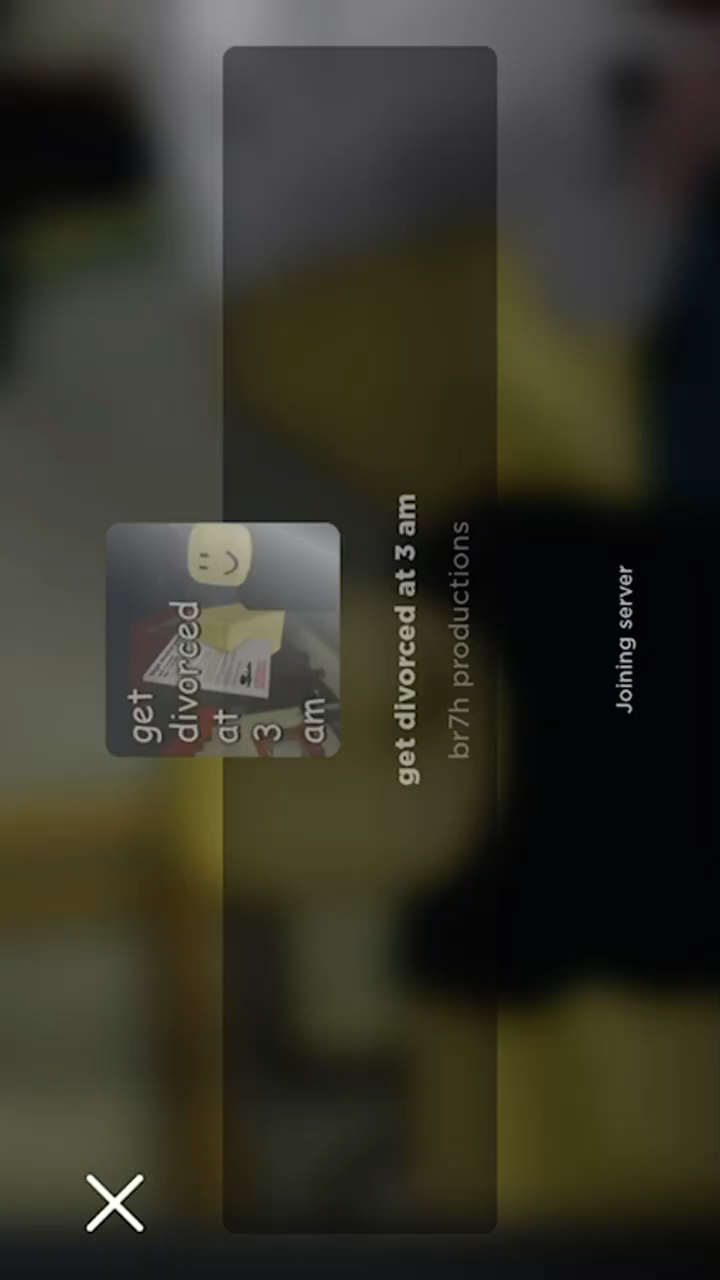 get
divorced
at
3
am
get divorced at 3 am
br7h productions
Joining server